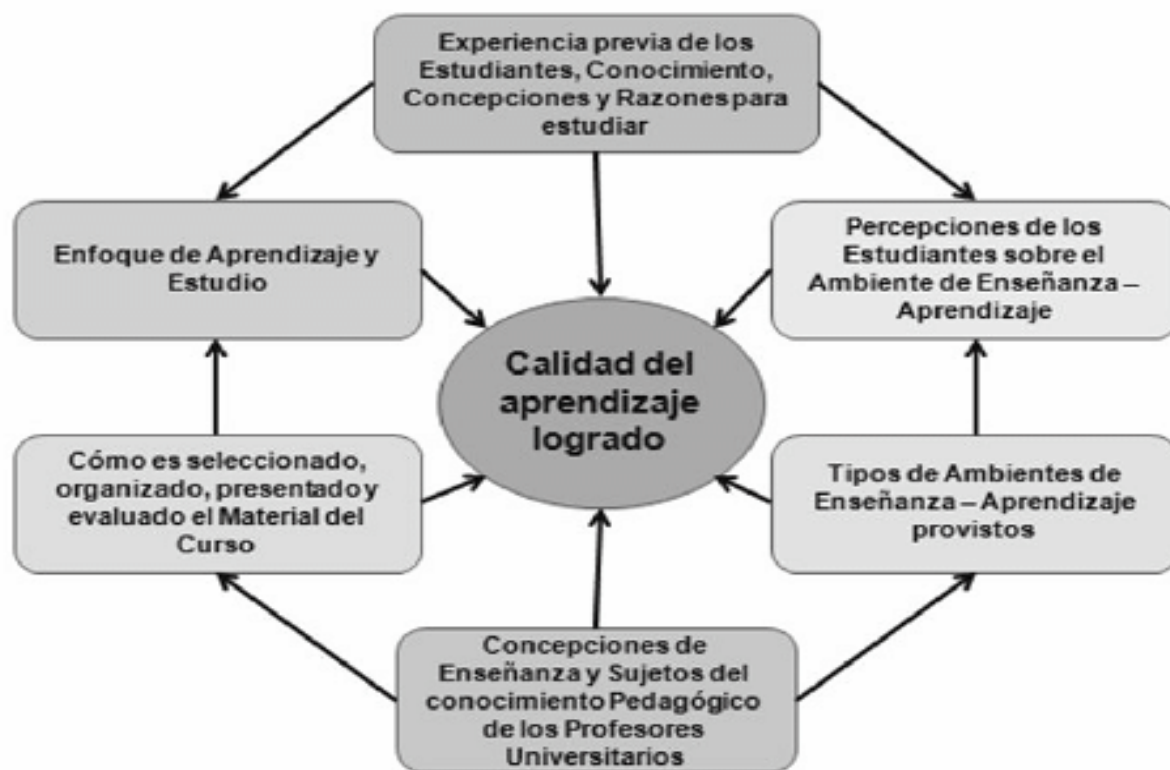 Experiencia previa de los
Estudiantes, Conocimiento,
Concepciones y Razones para
estudiar
Enfoque de Aprendizaje y
Estudio
Percepciones de los
Estudiantes sobre el
Ambiente de Enseñanza –
Aprendizaje
Calidad del
aprendizaje
logrado
Cómo es seleccionado,
organizado, presentado y
evaluado el Material del
Curso
Tipos de Ambientes de
Enseñanza – Aprendizaje
provistos
Concepciones de
Enseñanza y Sujetos del
conocimiento Pedagógico
de los Profesores
Universitarios